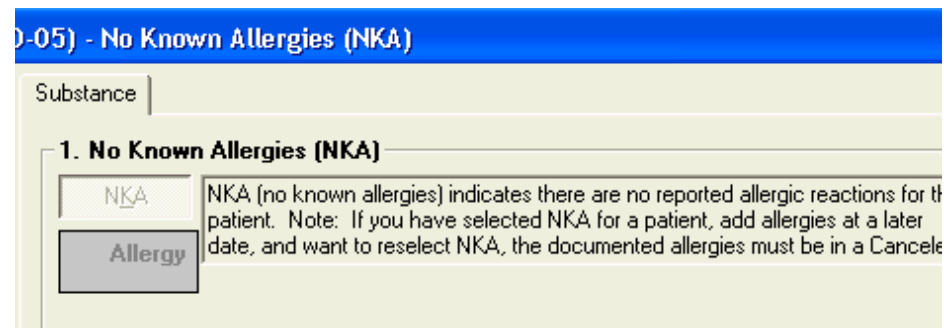 -05) - No Known Allergies (NKA)
Substance
1. No Known Allergies (NKA)
NKA
NKA (no known allergies) indicates there are no reported allergic reactions for
patient. Note: If you have selected NKA for a patient, add allergies at a later
date, and want to reselect NKA, the documented allergies must be in a
Allergy